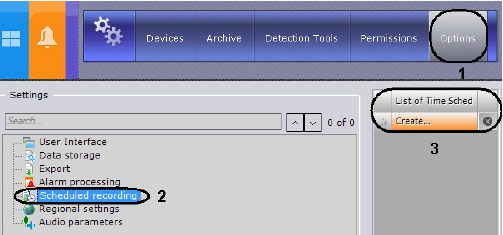 Devices Archive Detection Tools Permissions Options
1
Settings
Search... 0 of 0
List of Time Sched
Create...
3
User Interface
Data storage
Export
Alarm processing
Scheduled recording 2
Regional settings
Audio parameters